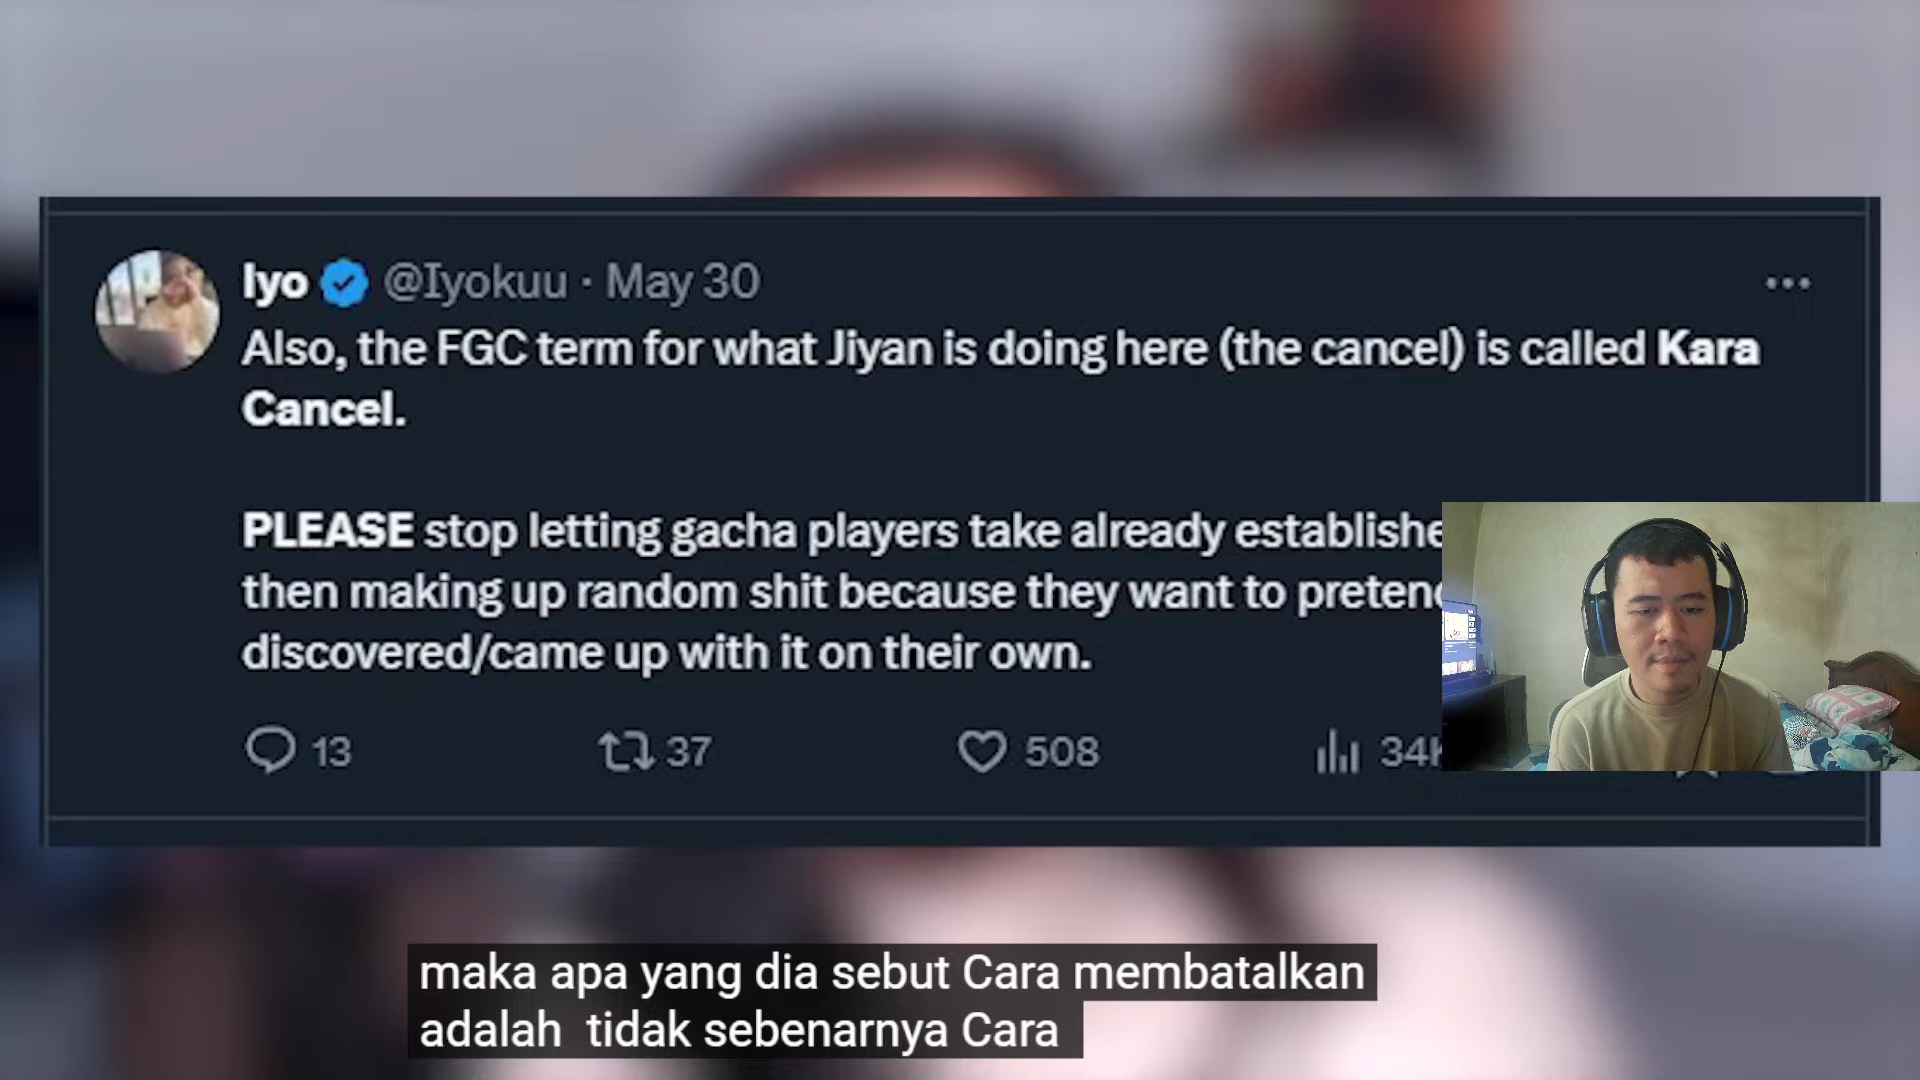 Iyo @Iyokuu · May 30
Also, the FGC term for what Jiyan is doing here (the cancel) is called Kara
Cancel.
PLEASE stop letting gacha players take already
then making up random shit because they want to
discovered/came up with it on their own.
13 37 508
maka apa yang dia sebut Cara membatalkan
adalah tidak sebenarnya Cara